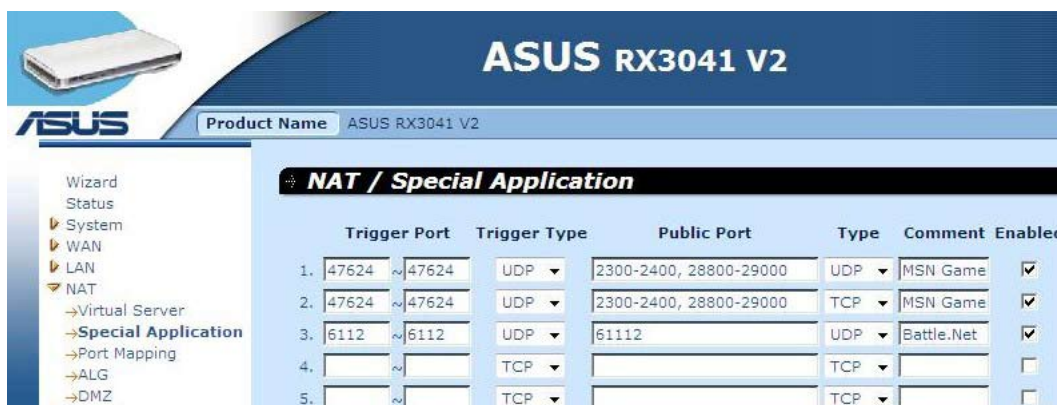 ASUS RX3041 V2
ASUS
Product Name ASUS RX3041 V2
Wizard
Status
System
WAN
LAN
NAT
→Virtual Server
→Special Application
→Port Mapping
→ALG
→DMZ
NAT / Special Application
Trigger Port Trigger Type Public Port Type Comment Enabled
1. 47624 ~ 47624 UDP 2300-2400, 28800-29000 UDP MSN Game
2. 47624 ~ 47624 UDP 2300-2400, 28800-29000 TCP MSN Game
3. 6112 ~ 6112 UDP 61112 UDP Battle.Net
4. ~ TCP TCP
5. ~ TCP TCP